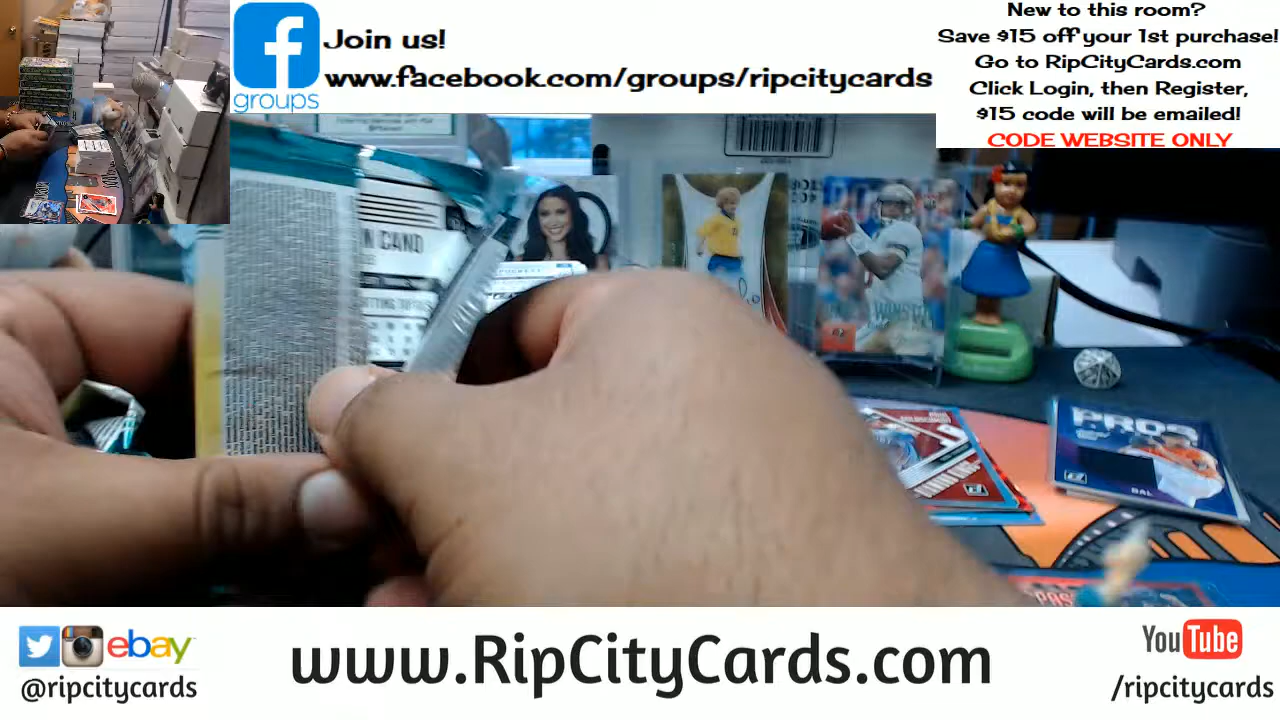 groups
Join us!
www.facebook.com/groups/ripcitycards
New to this room?
Save $15 off your 1st purchase!
Go to RipCityCards.com
Click Login, then Register,
$15 code will be emailed!
CODE WEBSITE ONLY
WINSTON
PROS
BAL
ebay
@ripcitycards
www.RipCityCards.com
YouTube
/ripcitycards